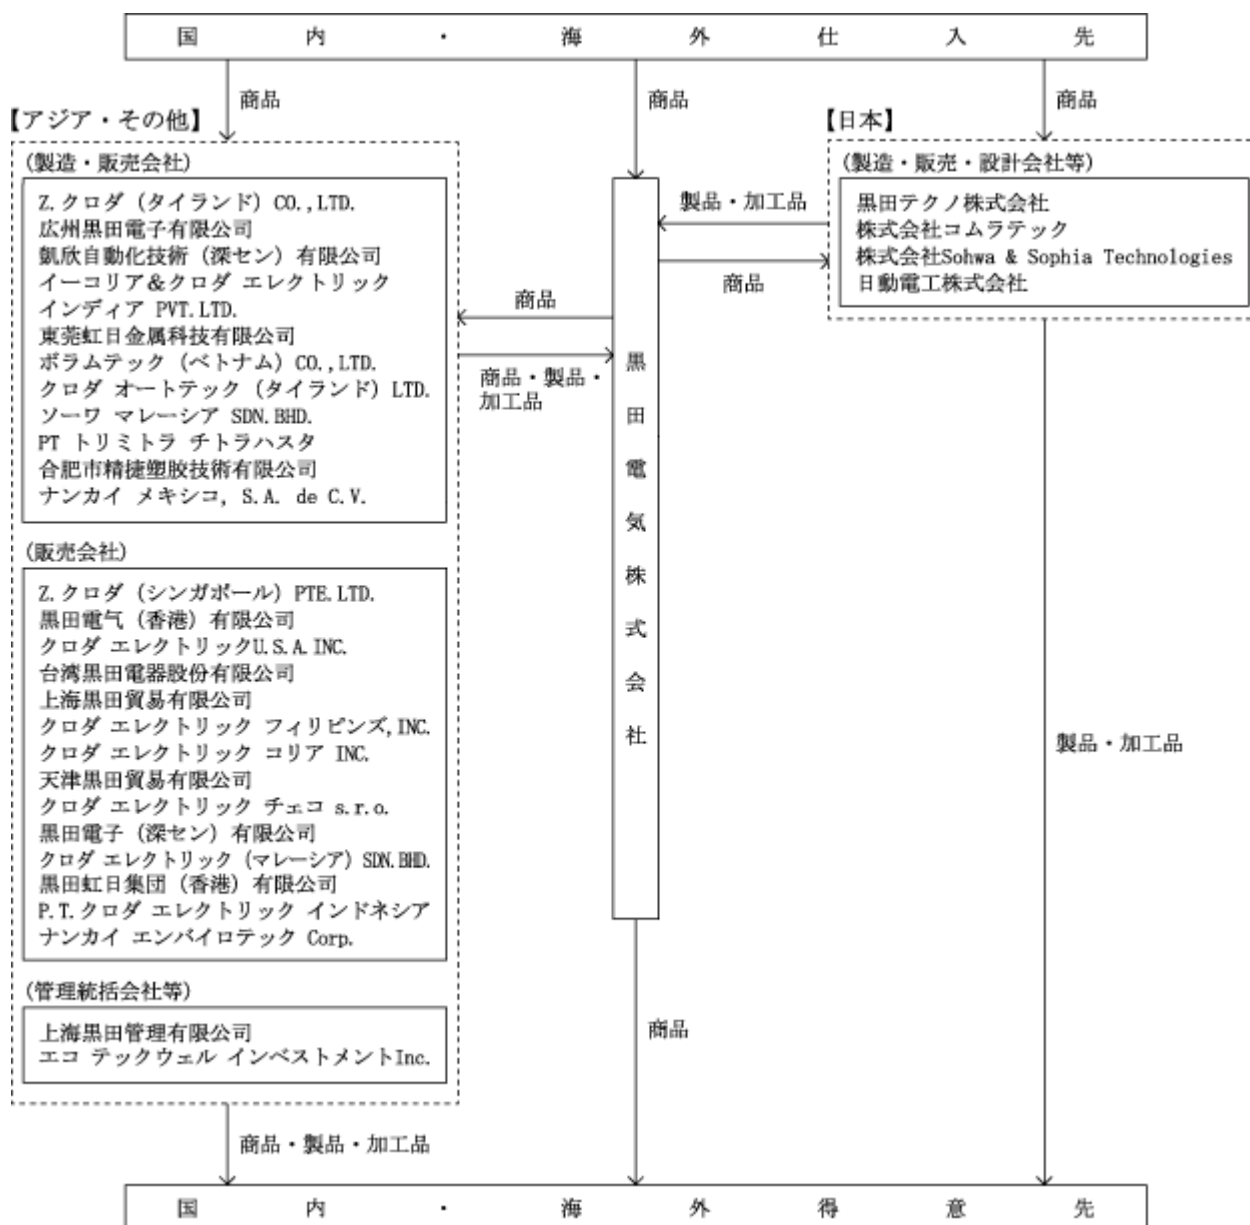 国内・海外仕入先
商品
商品
商品
【アジア・その他】
(製造・販売会社)
Z.クロダ (タイランド) CO.,LTD.
広州黒田電子有限公司
凱欣自動化技術 (深セン) 有限公司
イーコリア&クロダ エレクトリック
インディア PVT.LTD.
東莞虹日金属科技有限公司
ボラムテック (ベトナム) CO.,LTD.
クロダ オートテック (タイランド) LTD.
ソーワ マレーシア SDN.BHD.
PT トリミトラ チトラハスタ
合肥市精捷塑胶技術有限公司
ナンカイ メキシコ, S.A. de C.V.
(販売会社)
Z.クロダ (シンガポール) PTE.LTD.
黒田電气 (香港) 有限公司
クロダ エレクトリックU.S.A.INC.
台湾黒田電器股份有限公司
上海黒田貿易有限公司
クロダ エレクトリック フィリピンズ,INC.
クロダ エレクトリック コリア INC.
天津黒田貿易有限公司
クロダ エレクトリック チェコ s.r.o.
黒田電子 (深セン) 有限公司
クロダ エレクトリック (マレーシア) SDN.BHD.
黒田虹日集団 (香港) 有限公司
P.T.クロダ エレクトリック インドネシア
ナンカイ エンバイロテック Corp.
(管理統括会社等)
上海黒田管理有限公司
エコ テックウェル インベストメントInc.
商品
商品・製品・
加工品
黒田電気株式会社
製品・加工品
商品
【日本】
(製造・販売・設計会社等)
黒田テクノ株式会社
株式会社コムラテック
株式会社Sohwa & Sophia Technologies
日動電工株式会社
商品・製品・加工品
商品
製品・加工品
国内・海外得意先